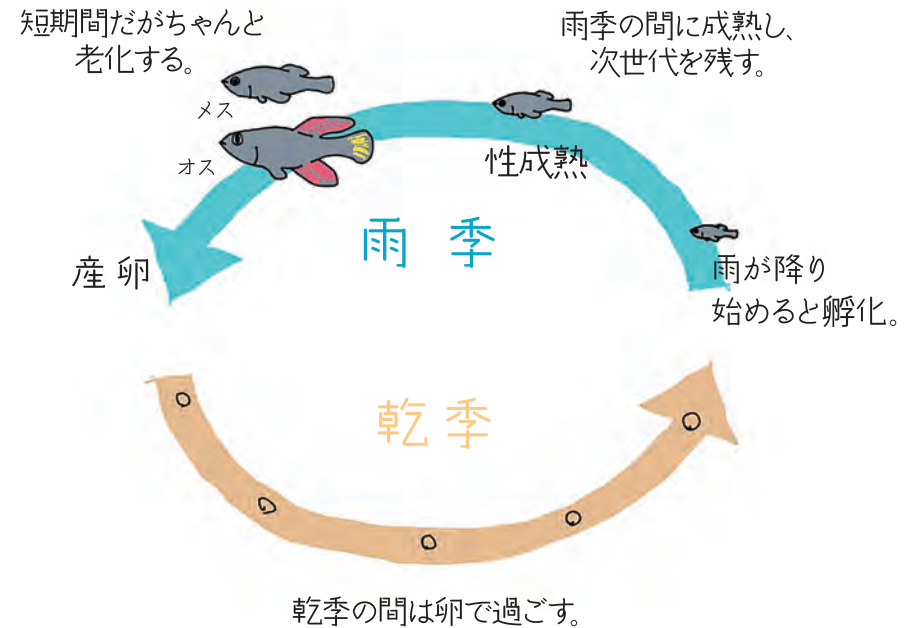 短期間だがちゃんと
老化する。
雨季の間に成熟し、
次世代を残す。
メス
オス
性成熟
雨季
産卵
雨が降り
始めると孵化。
乾季
乾季の間は卵で過ごす。